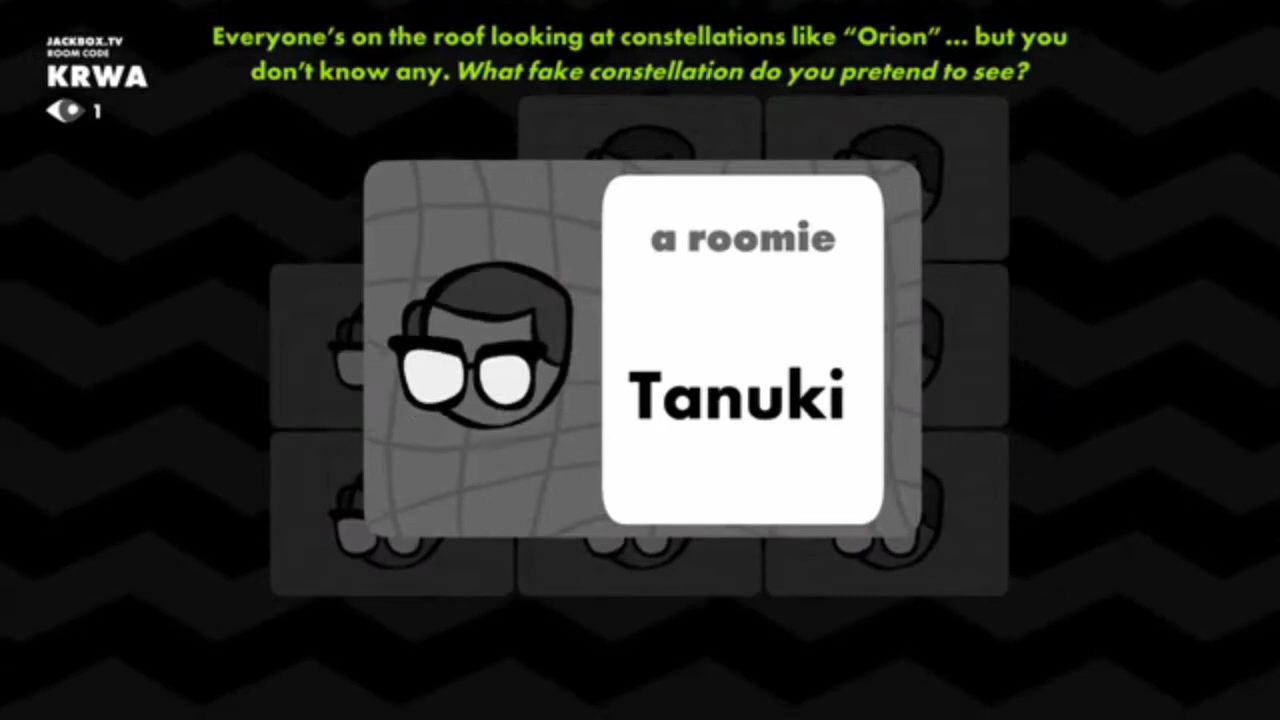 JACKBOX.TV
ROOM CODE
KRWA
1
Everyone's on the roof looking at constellations like “Orion” ... but you
don't know any. What fake constellation do you pretend to see?
a roomie
Tanuki